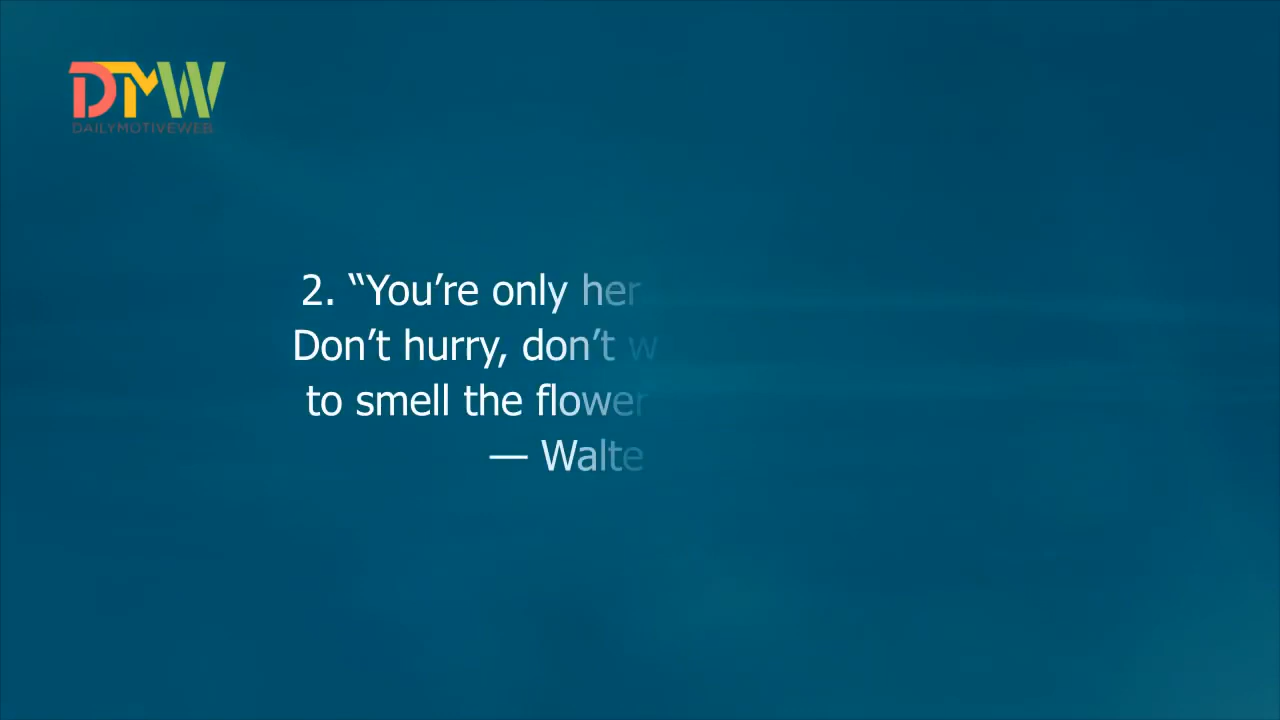 DMW
DAILYMOTIVEWEB
2. “You’re only her
Don’t hurry, don’t w
to smell the flower
— Walte